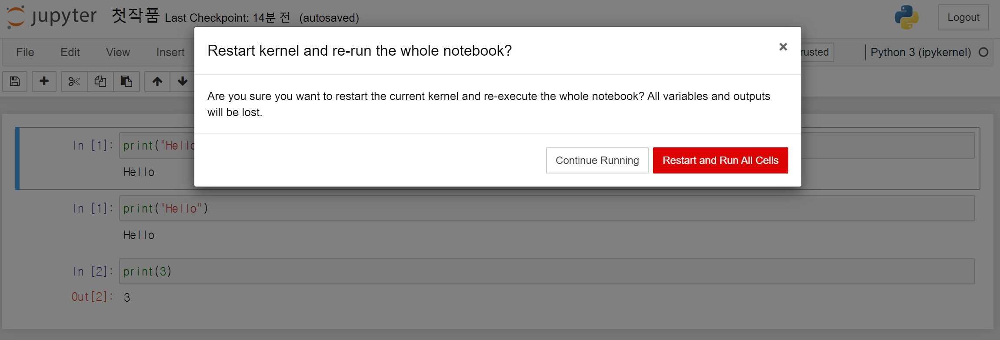 jupyter 첫작품 Last Checkpoint: 14분 전 (autosaved)
Logout
File Edit View Insert
rusted
Python 3 (ipykernel)
Restart kernel and re-run the whole notebook?
×
Are you sure you want to restart the current kernel and re-execute the whole notebook? All variables and outputs
will be lost.
Continue Running
Restart and Run All Cells
In [1]: print("Hello
Hello
In [1]: print("Hello")
Hello
In [2]: print(3)
Out[2]: 3